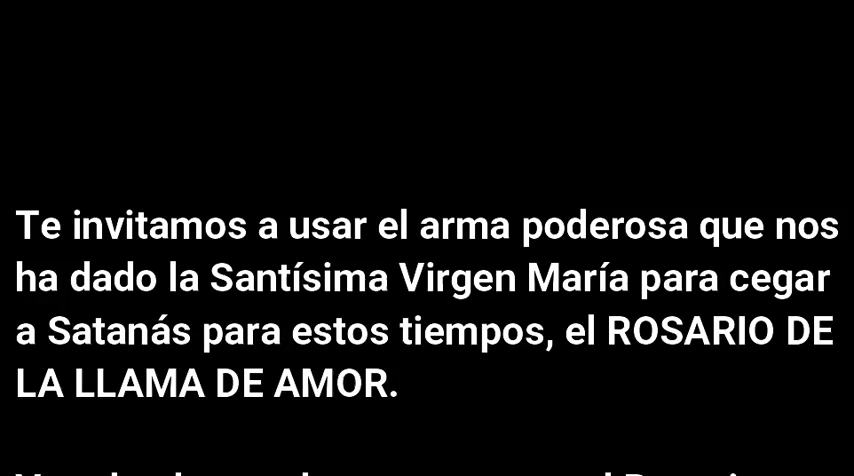 Te invitamos a usar el arma poderosa que nos
ha dado la Santísima Virgen María para cegar
a Satanás para estos tiempos, el ROSARIO DE
LA LLAMA DE AMOR.